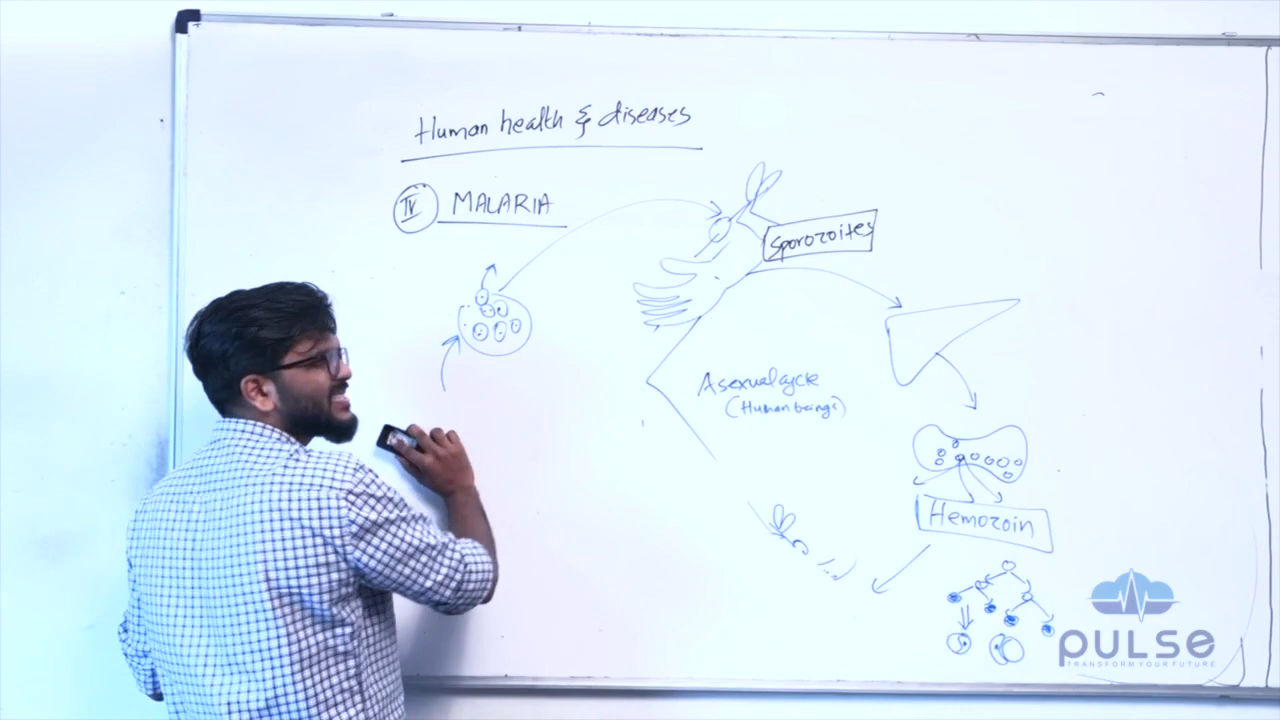 Human health & diseases
IV MALARIA
Sporozoites
Asexual cycle
(Human beings)
Hemozoin
PULSE
TRANSFORM YOUR FUTURE